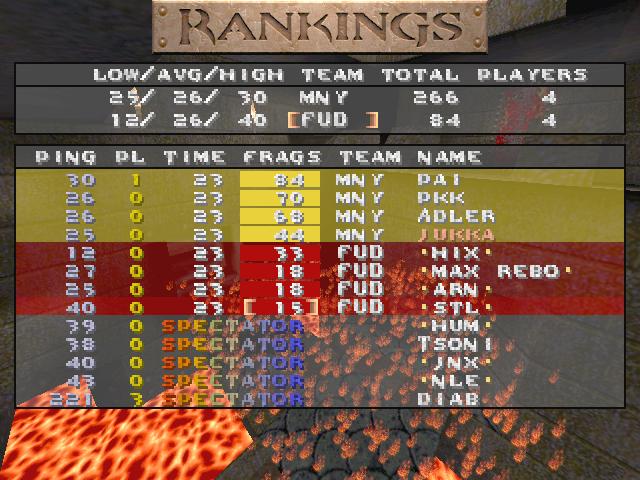 RANKINGS
LOW/AVG/HIGH TEAM TOTAL PLAYERS
25/ 26/ 30 MNY 266 4
12/ 26/ 40 [FUD ] 84 4
PING PL TIME FRAGS TEAM NAME
30 1 23 84 MNY PAI
26 0 23 70 MNY PKK
26 0 23 68 MNY ADLER
25 0 23 44 MNY JUKKA
12 0 23 33 FUD ·HIX·
27 0 23 18 FUD ·MAX REBO·
25 0 23 18 FUD ·ARN·
40 0 23 [ 15] FUD ·STL·
39 0 SPECTATOR ·HUM·
38 0 SPECTATOR TSONI
40 0 SPECTATOR ·JNX·
43 0 SPECTATOR ·NLE·
221 3 SPECTATOR DIAB